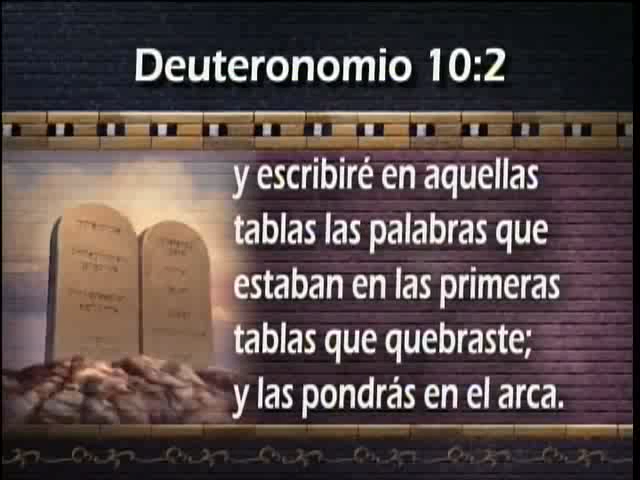 Deuteronomio 10:2
y escribiré en aquellas
tablas las palabras que
estaban en las primeras
tablas que quebraste;
y las pondrás en el arca.